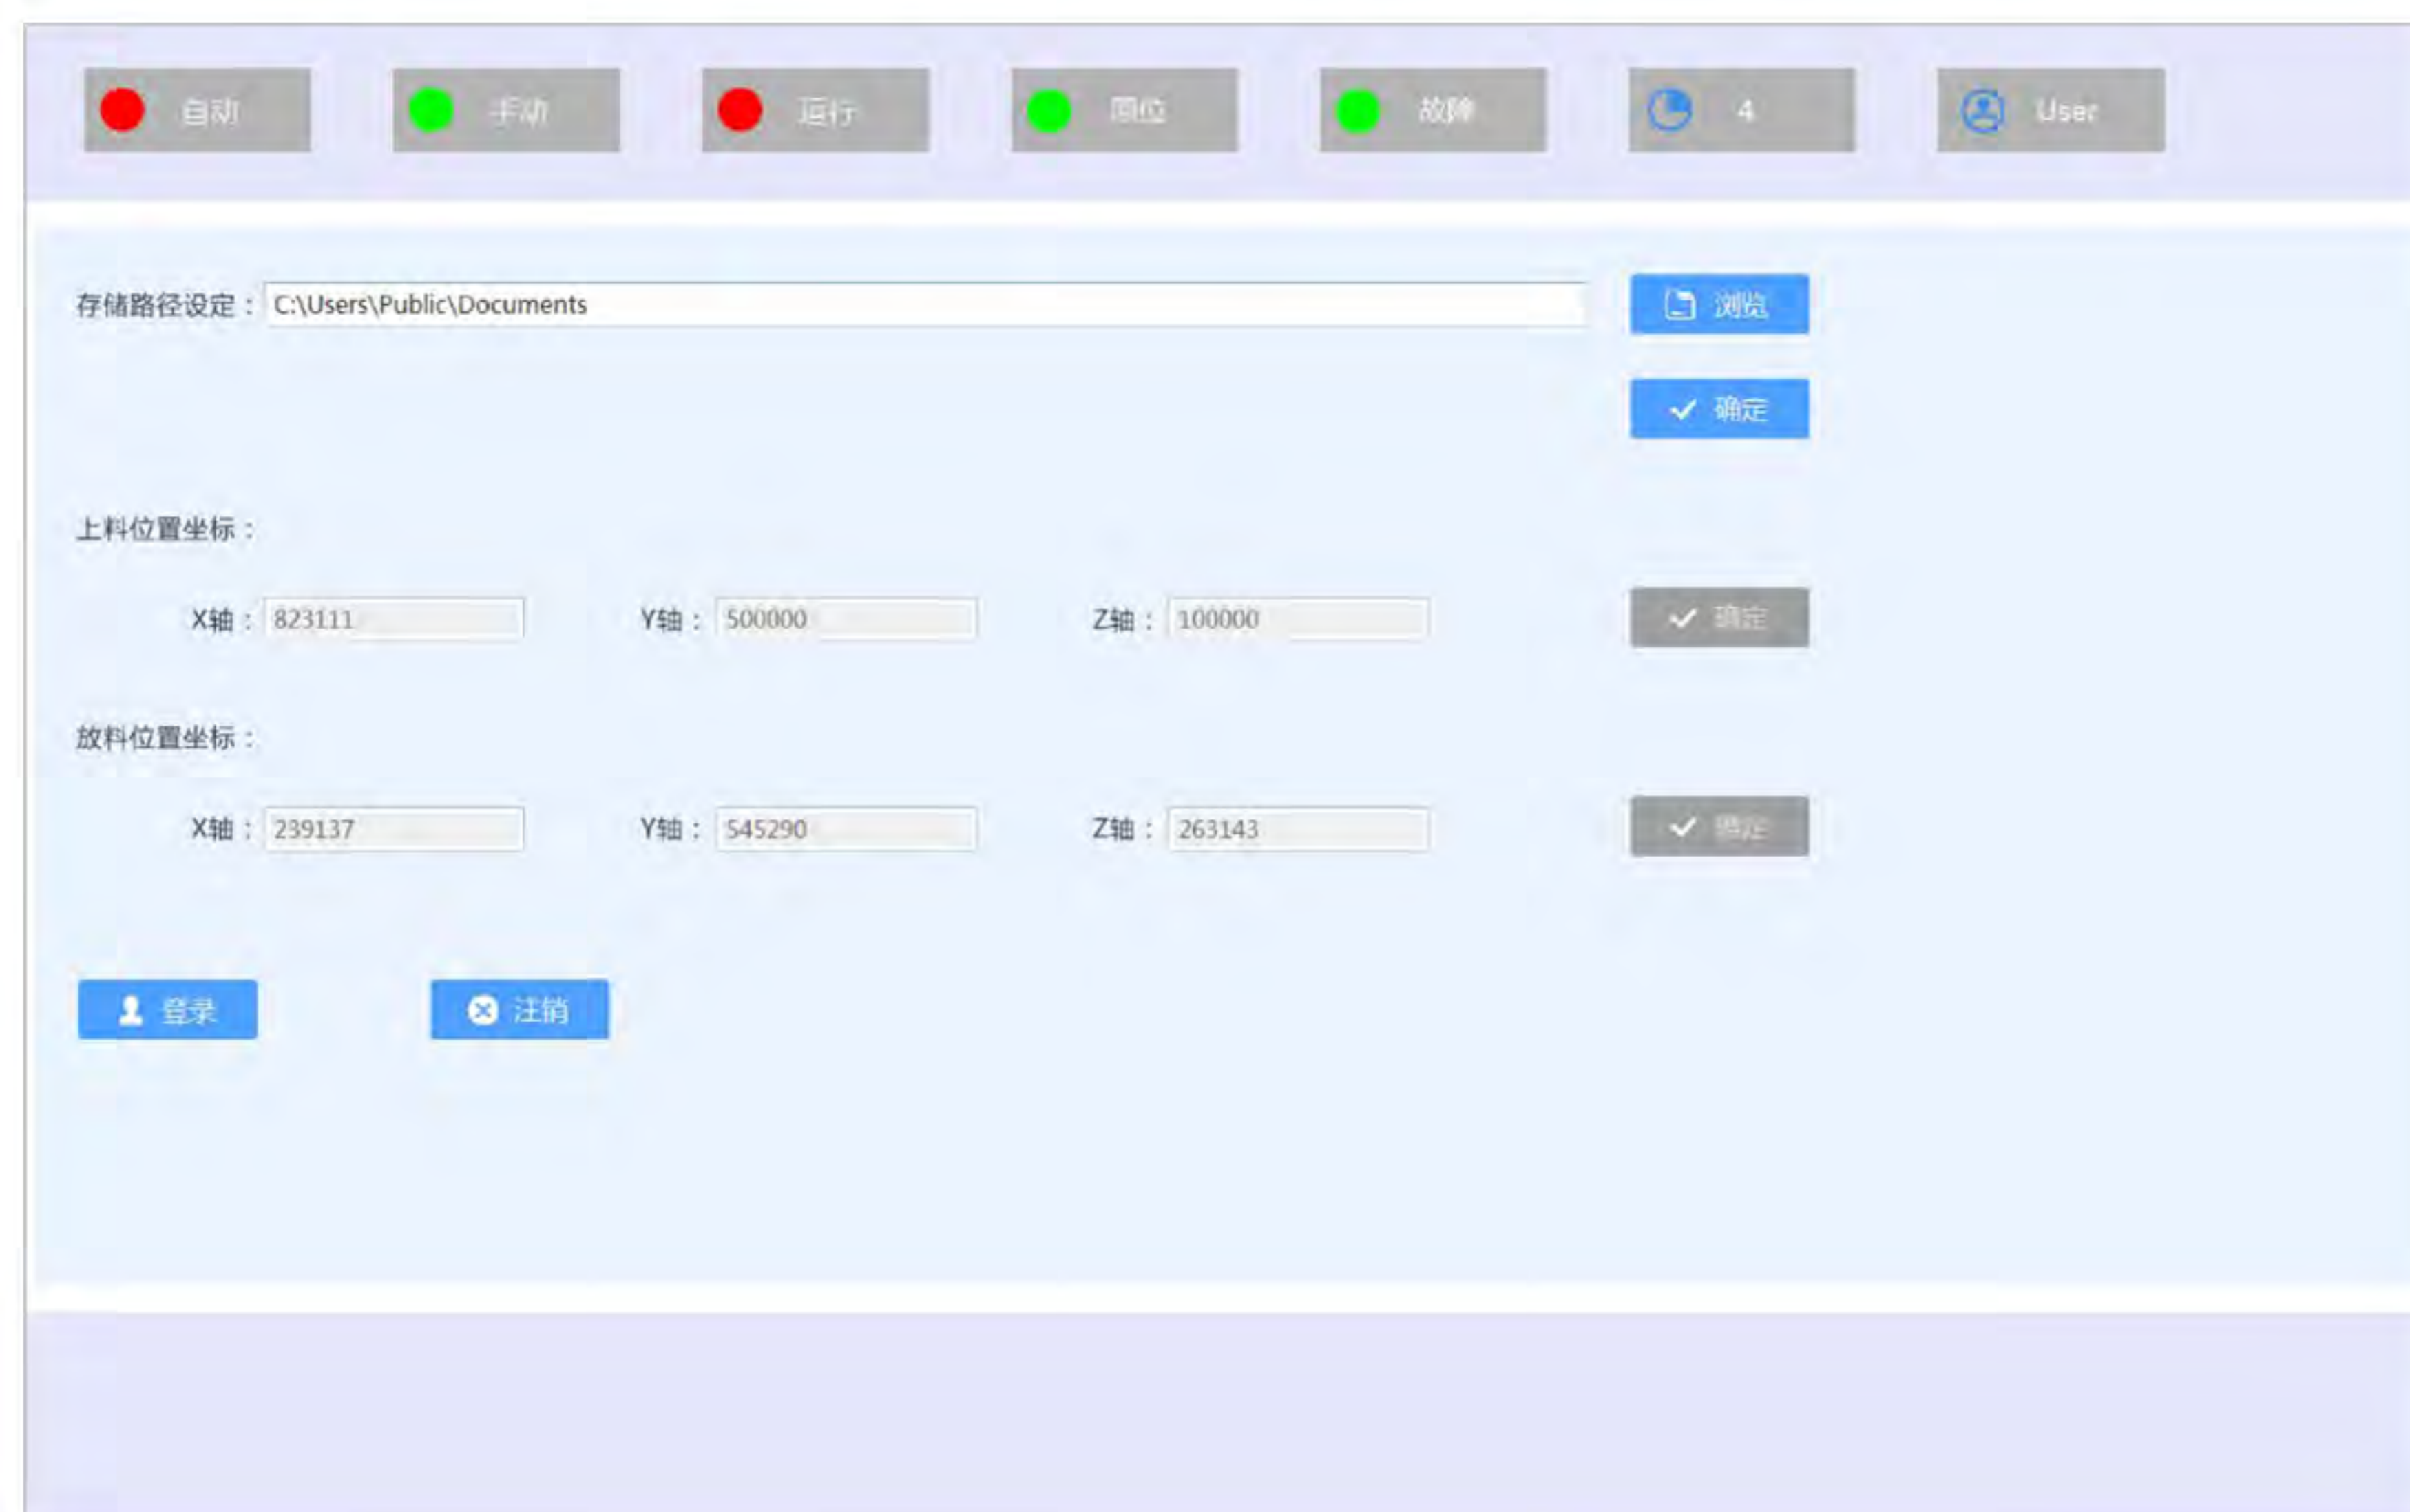 自动 手动 运行 原位 故障 4 User
存储路径设定： C:\Users\Public\Documents 浏览
确定
上料位置坐标：
X轴： 823111 Y轴： 500000 Z轴： 100000 确定
放料位置坐标：
X轴： 239137 Y轴： 545290 Z轴： 263143 确定
登录 注销